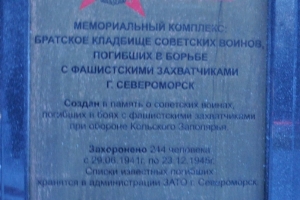 МЕМОРИАЛЬНЫЙ КОМПЛЕКС:
БРАТСКОЕ КЛАДБИЩЕ СОВЕТСКИХ ВОИНОВ,
ПОГИБШИХ В БОРЬБЕ
С ФАШИСТСКИМИ ЗАХВАТЧИКАМИ
Г. СЕВЕРОМОРСК
Создан в память о советских воинах,
погибших в боях с фашистскими захватчиками
при обороне Кольского Заполярья
Захоронено 214 человека
с 29.06.1941г. по 23.12.1945г.
Списки известных погибших
хранятся в администрации ЗАТО г. Североморск